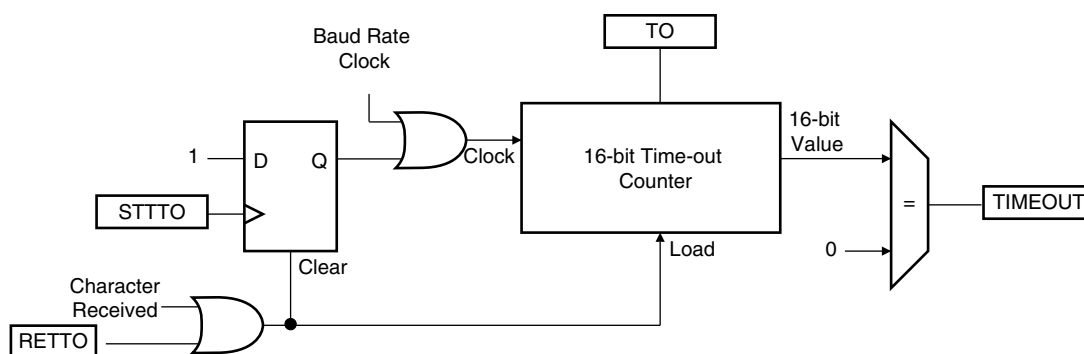 TO
Baud Rate
Clock
16-bit
Value
1
D
Q
Clock
16-bit Time-out
Counter
STTTO
=
TIMEOUT
Clear
Load
0
Character
Received
RETTO